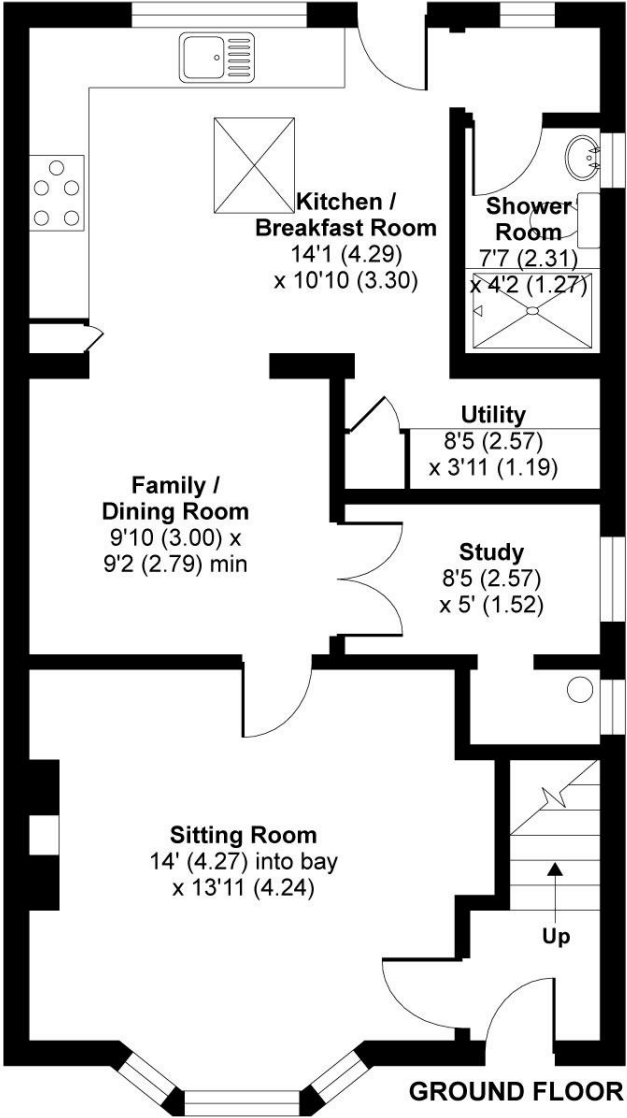 Kitchen /
Breakfast Room
14'1 (4.29)
x 10'10 (3.30)
Shower
Room
7'7 (2.31)
x 4'2 (1.27)
Utility
8'5 (2.57)
x 3'11 (1.19)
Family /
Dining Room
9'10 (3.00) x
9'2 (2.79) min
Study
8'5 (2.57)
x 5' (1.52)
Sitting Room
14' (4.27) into bay
x 13'11 (4.24)
Up
GROUND FLOOR